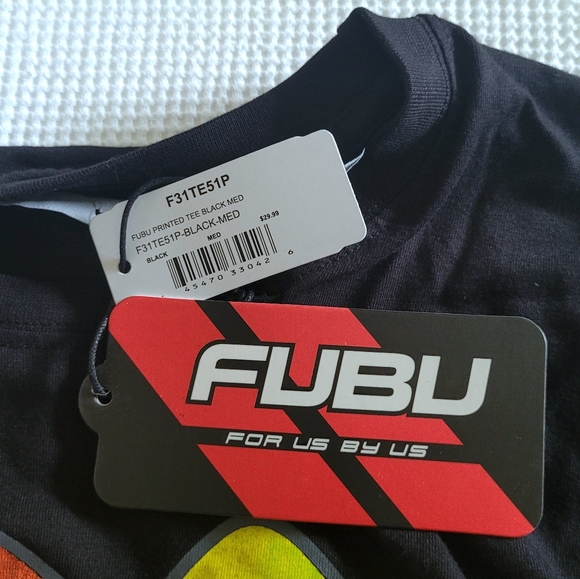 F31TE51P
FUBU PRINTED TEE BLACK MED
F31TE51P-BLACK-MED
BLACK MED $29.99
45470 33042 6
FUBU
FOR US BY US